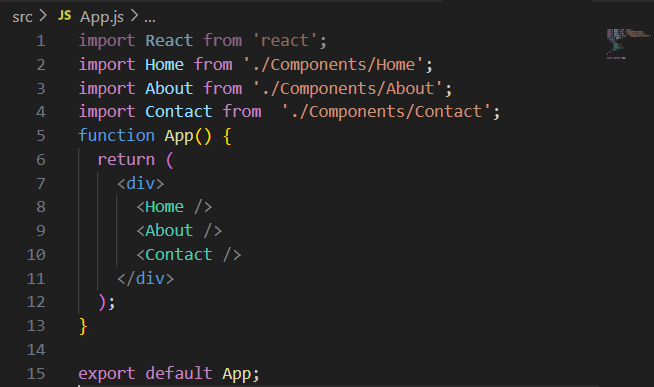 src > JS App.js > ...
1 import React from 'react';
2 import Home from './Components/Home';
3 import About from './Components/About';
4 import Contact from  './Components/Contact';
5 function App() {
6   return (
7     <div>
8       <Home />
9       <About />
10       <Contact />
11     </div>
12   );
13 }
14
15 export default App;